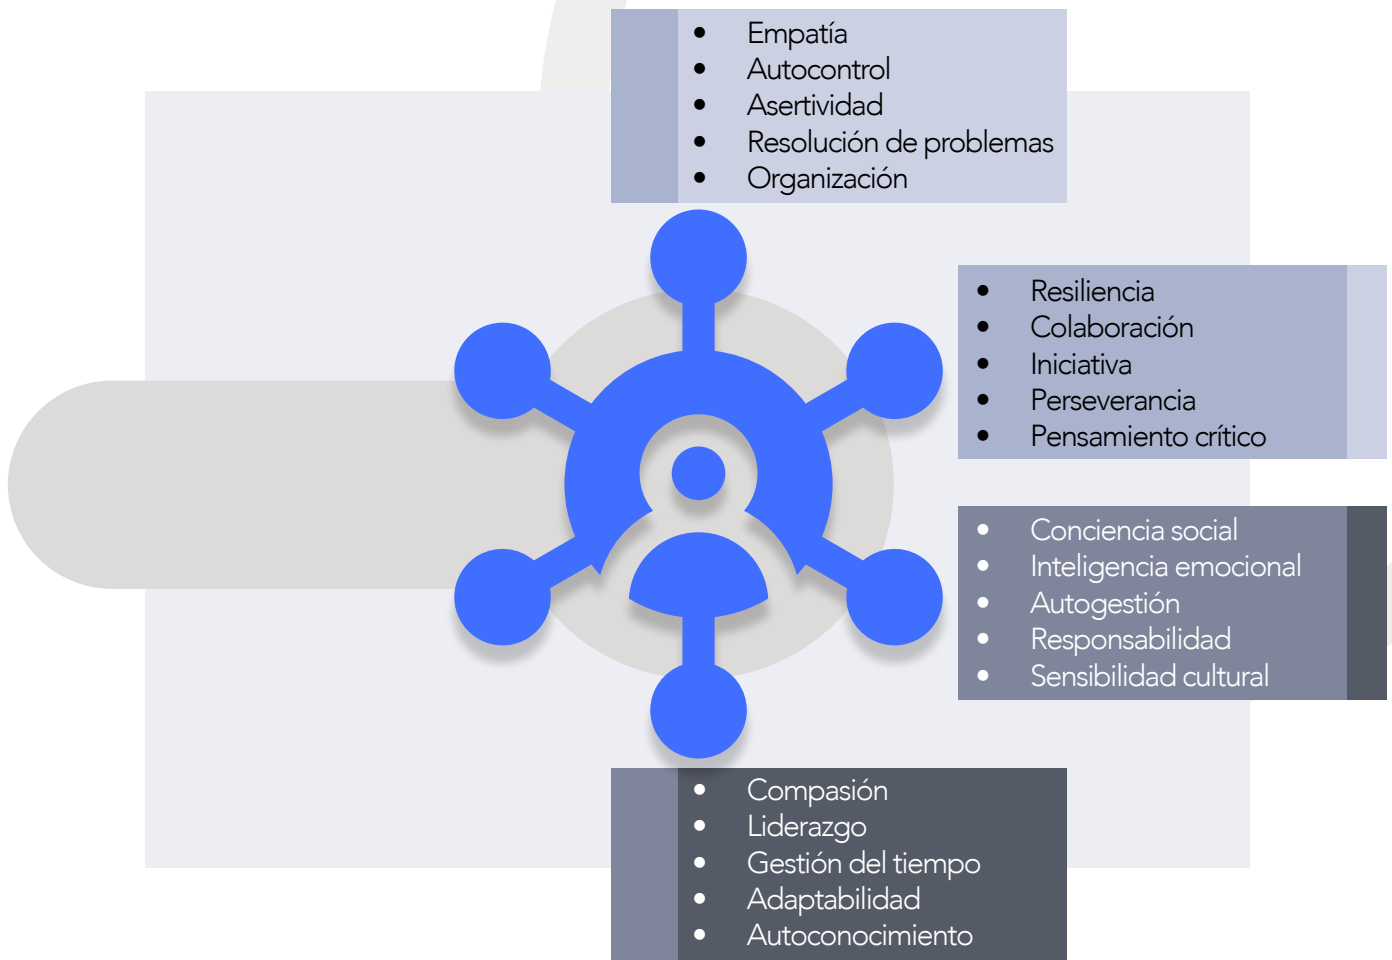 • Empatía
• Autocontrol
• Asertividad
• Resolución de problemas
• Organización
• Resiliencia
• Colaboración
• Iniciativa
• Perseverancia
• Pensamiento crítico
• Conciencia social
• Inteligencia emocional
• Autogestión
• Responsabilidad
• Sensibilidad cultural
• Compasión
• Liderazgo
• Gestión del tiempo
• Adaptabilidad
• Autoconocimiento